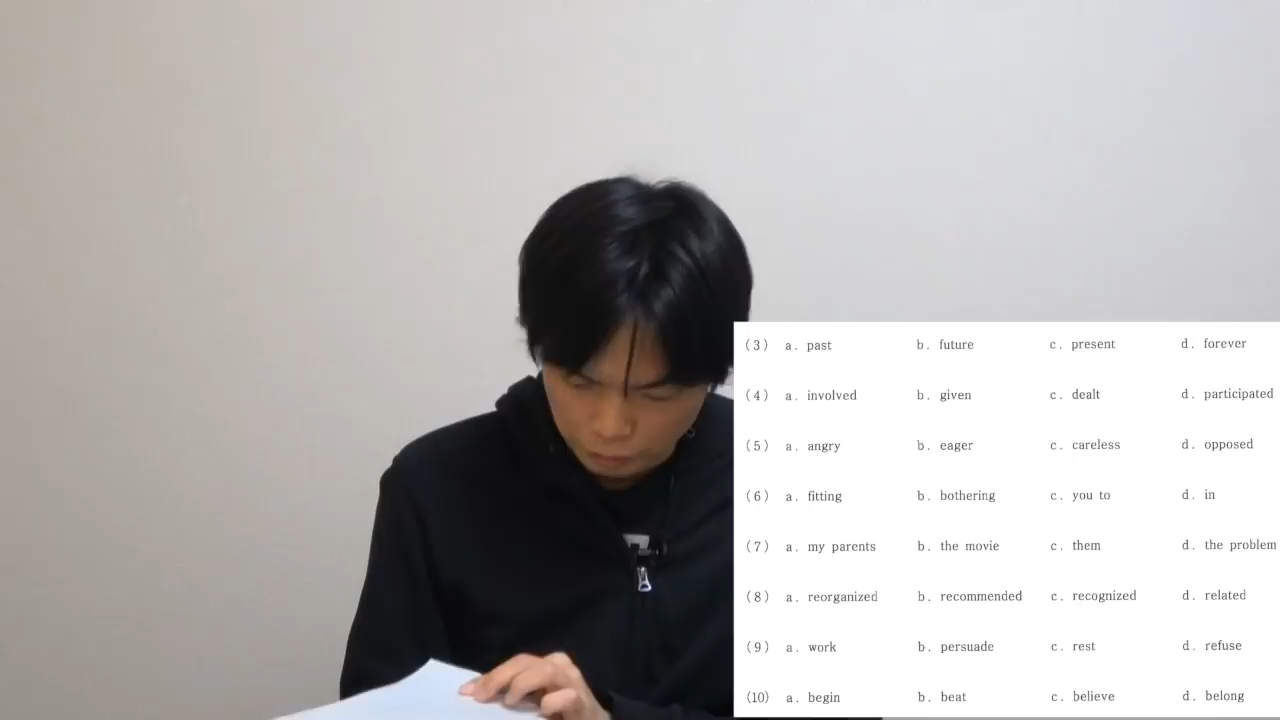 (3) a. past b. future c. present d. forever
(4) a. involved b. given c. dealt d. participated
(5) a. angry b. eager c. careless d. opposed
(6) a. fitting b. bothering c. you to d. in
(7) a. my parents b. the movie c. them d. the problem
(8) a. reorganized b. recommended c. recognized d. related
(9) a. work b. persuade c. rest d. refuse
(10) a. begin b. beat c. believe d. belong